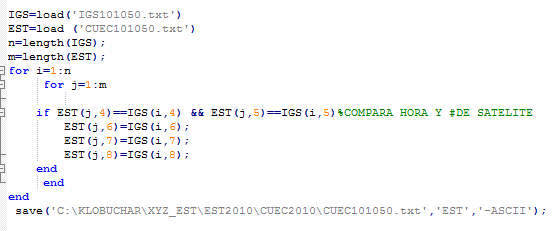 IGS=load('IGS101050.txt')
EST=load ('CUEC101050.txt')
n=length(IGS);
m=length(EST);
for i=1:n
for j=1:m
if EST(j,4)==IGS(i,4) && EST(j,5)==IGS(i,5)%COMPARA HORA Y #DE SATELITE
EST(j,6)=IGS(i,6);
EST(j,7)=IGS(i,7);
EST(j,8)=IGS(i,8);
end
end
end
save('C:\KLOBUCHAR\XYZ_EST\EST2010\CUEC2010\CUEC101050.txt','EST','-ASCII');